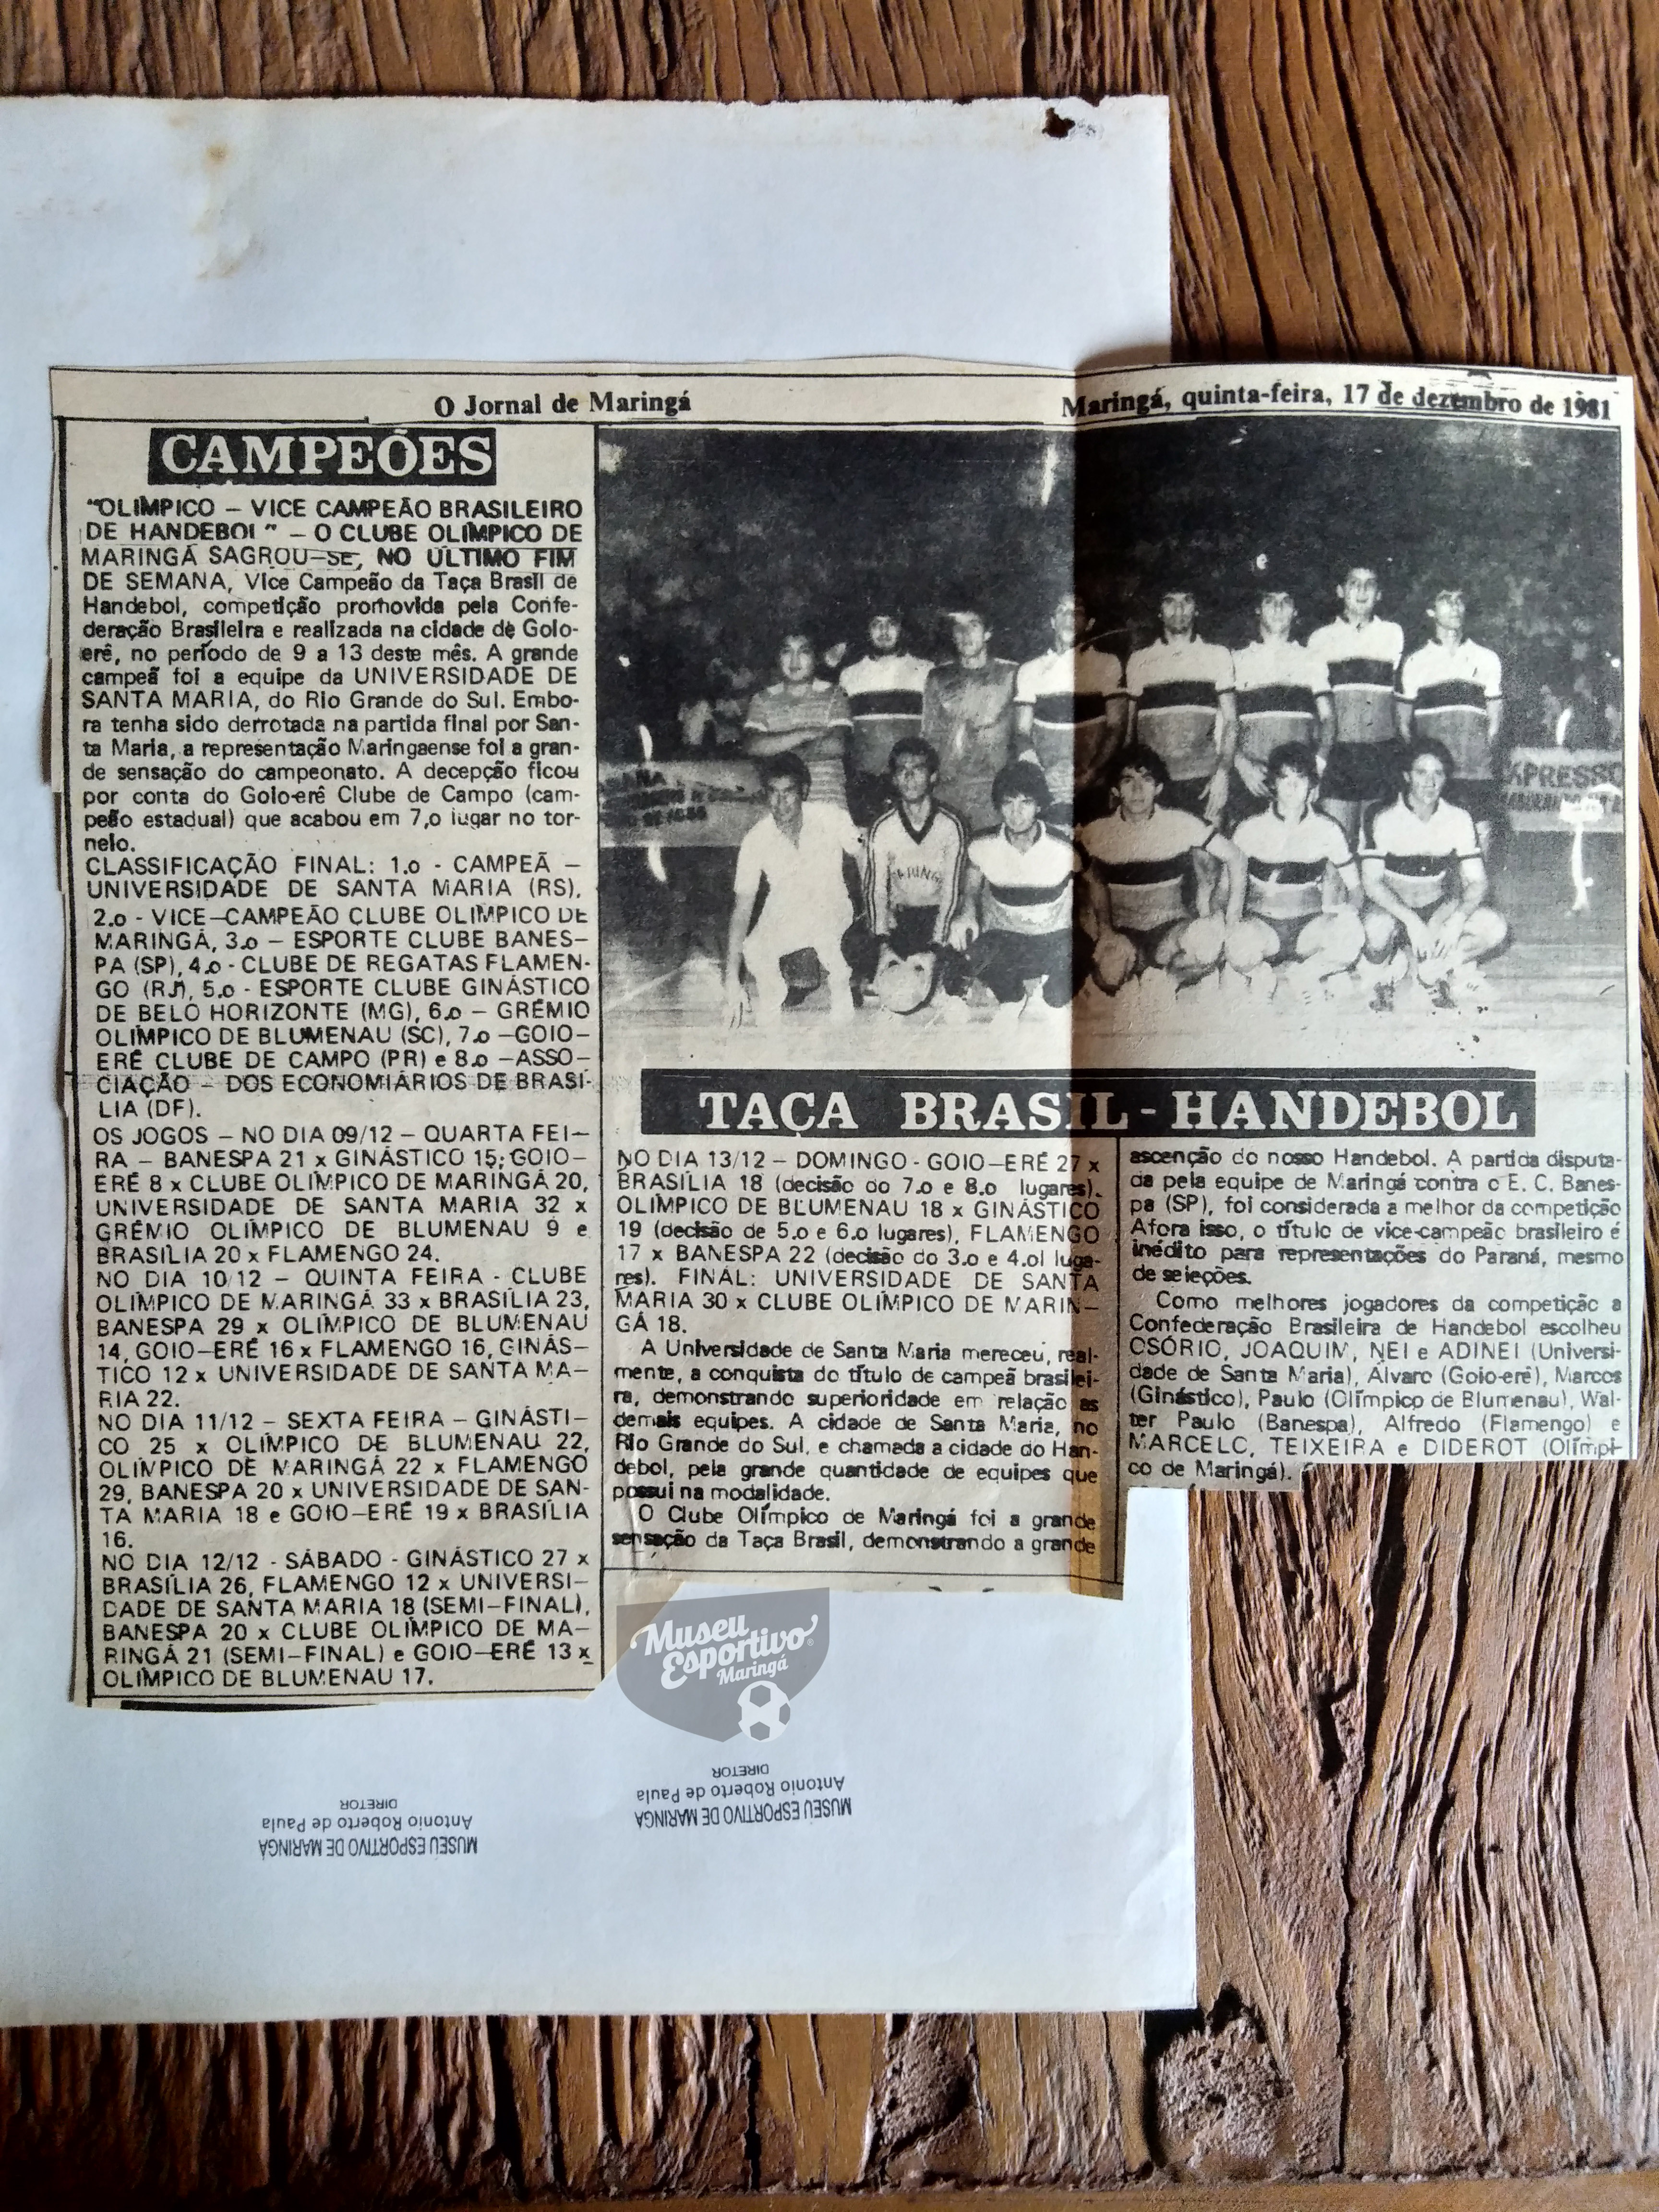 O Jornal de Maringá
Maringá, quinta-feira, 17 de dezembro de 1981
CAMPEÕES
"OLÍMPICO – VICE CAMPEÃO BRASILEIRO
DE HANDEBOL" – O CLUBE OLÍMPICO DE
MARINGÁ SAGROU–SE, NO ÚLTIMO FIM
DE SEMANA, Vice Campeão da Taça Brasil de
Handebol, competição promovida pela Confe-
deração Brasileira e realizada na cidade de Goio-
erê, no período de 9 a 13 deste mês. A grande
campeã foi a equipe da UNIVERSIDADE DE
SANTA MARIA, do Rio Grande do Sul. Embo-
ra tenha sido derrotada na partida final por San-
ta Maria, a representação Maringaense foi a gran-
de sensação do campeonato. A decepção ficou
por conta do Goio-erê Clube de Campo (cam-
peão estadual) que acabou em 7,o lugar no tor-
neio.
CLASSIFICAÇÃO FINAL: 1.o - CAMPEÃ –
UNIVERSIDADE DE SANTA MARIA (RS),
2.o - VICE–CAMPEÃO CLUBE OLÍMPICO DE
MARINGÁ, 3.o – ESPORTE CLUBE BANES–
PA (SP), 4.o - CLUBE DE REGATAS FLAMEN-
GO (RJ), 5.o - ESPORTE CLUBE GINÁSTICO
DE BELO HORIZONTE (MG), 6.o – GRÊMIO
OLÍMPICO DE BLUMENAU (SC), 7.o –GOIO–
ERÊ CLUBE DE CAMPO (PR) e 8.o –ASSO–
CIAÇÃO – DOS ECONOMIÁRIOS DE BRASÍ-
LIA (DF).
OS JOGOS – NO DIA 09/12 – QUARTA FEI–
RA – BANESPA 21 x GINÁSTICO 15; GOIO–
ERÊ 8 x CLUBE OLÍMPICO DE MARINGÁ 20,
UNIVERSIDADE DE SANTA MARIA 32 x
GRÊMIO OLÍMPICO DE BLUMENAU 9 e
BRASÍLIA 20 x FLAMENGO 24.
NO DIA 10/12 – QUINTA FEIRA - CLUBE
OLÍMPICO DE MARINGÁ 33 x BRASÍLIA 23,
BANESPA 29 x OLÍMPICO DE BLUMENAU
14, GOIO–ERÊ 16 x FLAMENGO 16, GINÁS–
TICO 12 x UNIVERSIDADE DE SANTA MA–
RIA 22.
NO DIA 11/12 – SEXTA FEIRA – GINÁSTI–
CO 25 x OLÍMPICO DE BLUMENAU 22,
OLÍMPICO DE MARINGÁ 22 x FLAMENGO
29, BANESPA 20 x UNIVERSIDADE DE SAN-
TA MARIA 18 e GOIO–ERÊ 19 x BRASÍLIA
16.
NO DIA 12/12 - SÁBADO - GINÁSTICO 27 x
BRASÍLIA 26, FLAMENGO 12 x UNIVERSI–
DADE DE SANTA MARIA 18 (SEMI–FINAL),
BANESPA 20 x CLUBE OLÍMPICO DE MA–
RINGÁ 21 (SEMI–FINAL) e GOIO–ERÊ 13 x
OLÍMPICO DE BLUMENAU 17.
MARINGÁ
XPRESSO
TAÇA BRASIL - HANDEBOL
NO DIA 13/12 – DOMINGO - GOIO–ERÊ 27 x
BRASÍLIA 18 (decisão do 7.o e 8.o lugares).
OLÍMPICO DE BLUMENAU 18 x GINÁSTICO
19 (decisão de 5.o e 6.o lugares), FLAMENGO
17 x BANESPA 22 (decisão do 3.o e 4.ol luga-
res). FINAL: UNIVERSIDADE DE SANTA
MARIA 30 x CLUBE OLÍMPICO DE MARIN–
GÁ 18.
A Universidade de Santa Maria mereceu, real-
mente, a conquista do título de campeã brasilei-
ra, demonstrando superioridade em relação as
demais equipes. A cidade de Santa Maria, no
Rio Grande do Sul, e chamada a cidade do Han-
debol, pela grande quantidade de equipes que
possui na modalidade.
O Clube Olímpico de Maringá foi a grande
sensação da Taça Brasil, demonstrando a grande
ascenção do nosso Handebol. A partida disputa-
da pela equipe de Maringá contra o E. C. Banes-
pa (SP), foi considerada a melhor da competição
Afora isso, o título de vice-campeão brasileiro é
inédito para representações do Paraná, mesmo
de seleções.
Como melhores jogadores da competição a
Confederação Brasileira de Handebol escolheu
OSÓRIO, JOAQUIM, NEI e ADINEI (Universi-
dade de Santa Maria), Álvaro (Goio-erê), Marcos
(Ginástico), Paulo (Olímpico de Blumenau), Wal-
ter Paulo (Banespa), Alfredo (Flamengo) e
MARCELO, TEIXEIRA e DIDEROT (Olímpi-
co de Maringá).
Museu
Esportivo®
Maringá
MUSEU ESPORTIVO DE MARINGÁ
Antonio Roberto de Paula
DIRETOR
MUSEU ESPORTIVO DE MARINGÁ
Antonio Roberto de Paula
DIRETOR